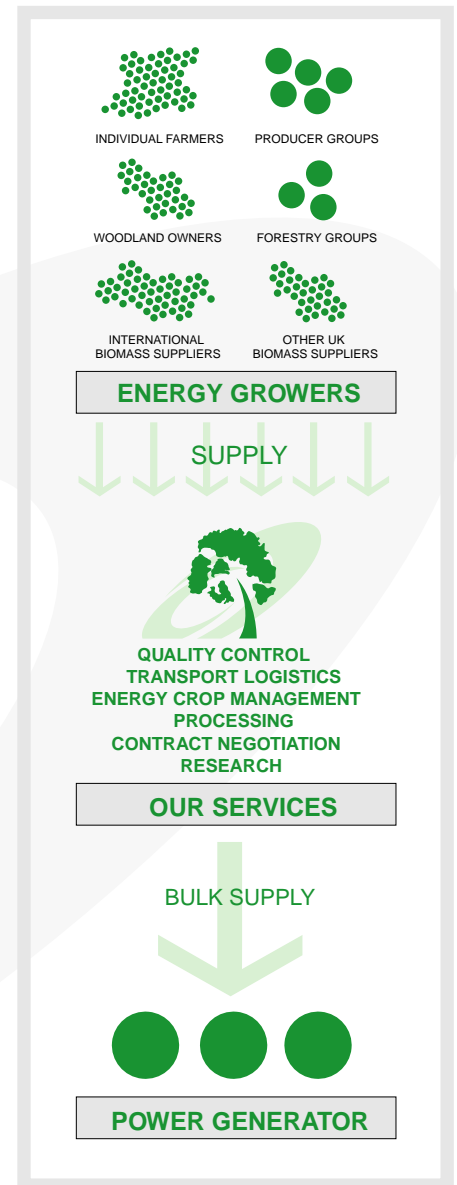 INDIVIDUAL FARMERS
PRODUCER GROUPS
WOODLAND OWNERS
FORESTRY GROUPS
INTERNATIONAL
BIOMASS SUPPLIERS
OTHER UK
BIOMASS SUPPLIERS
ENERGY GROWERS
SUPPLY
QUALITY CONTROL
TRANSPORT LOGISTICS
ENERGY CROP MANAGEMENT
PROCESSING
CONTRACT NEGOTIATION
RESEARCH
OUR SERVICES
BULK SUPPLY
POWER GENERATOR